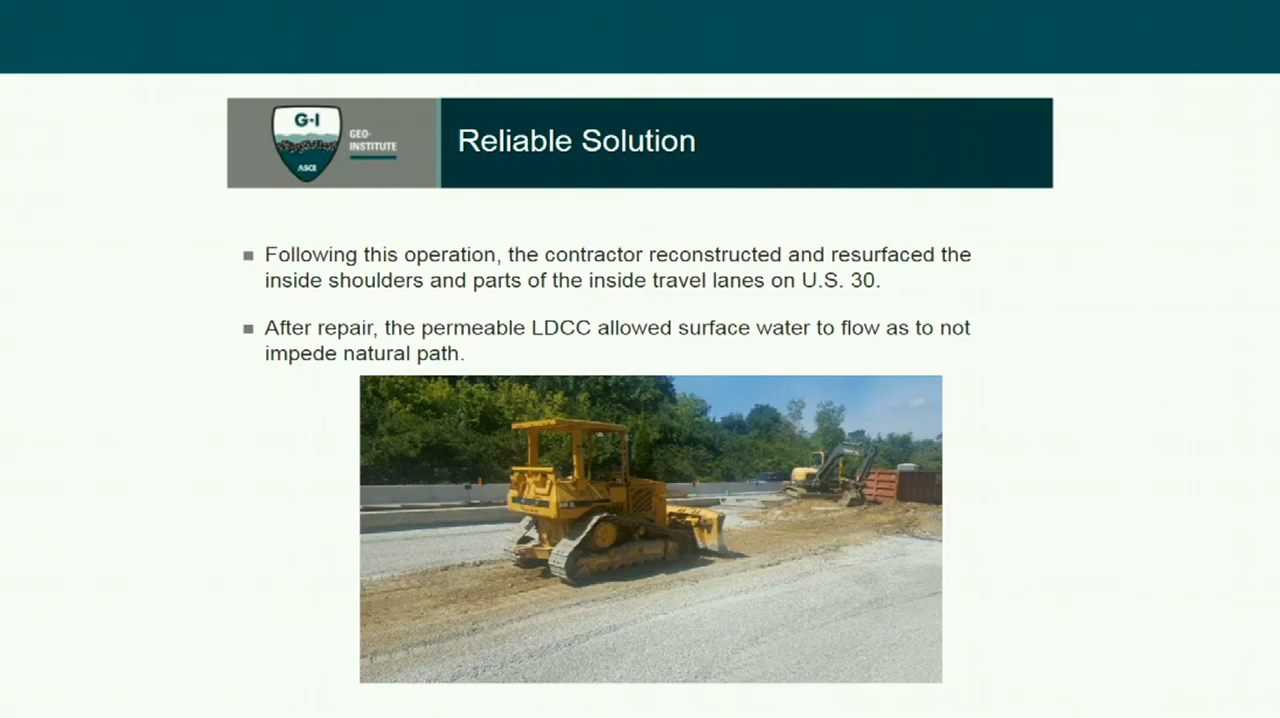 G-I
GEO-
INSTITUTE
ASCE
Reliable Solution
Following this operation, the contractor reconstructed and resurfaced the
inside shoulders and parts of the inside travel lanes on U.S. 30.
After repair, the permeable LDCC allowed surface water to flow as to not
impede natural path.